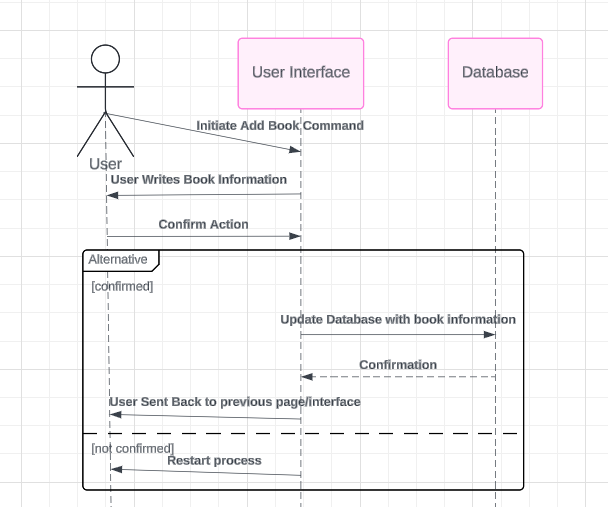 User Interface
Database
Initiate Add Book Command
User
User Writes Book Information
Confirm Action
Alternative
[confirmed]
Update Database with book information
Confirmation
User Sent Back to previous page/interface
[not confirmed]
Restart process